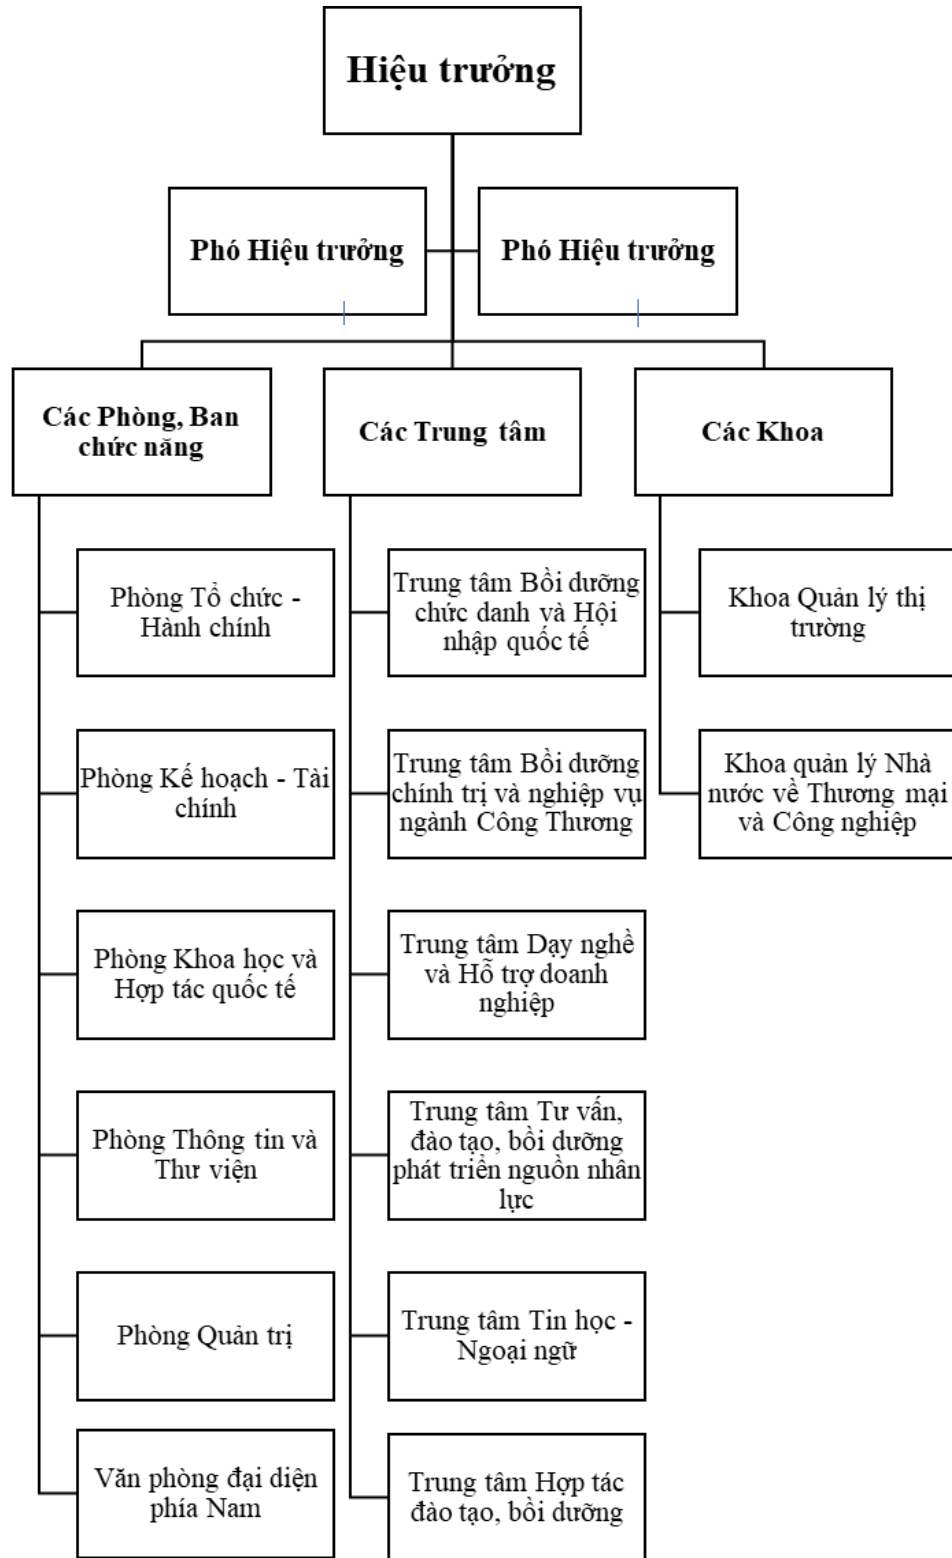 Hiệu trưởng
Phó Hiệu trưởng
Phó Hiệu trưởng
Các Phòng, Ban
chức năng
Các Trung tâm
Các Khoa
Phòng Tổ chức -
Hành chính
Phòng Kế hoạch - Tài
chính
Phòng Khoa học và
Hợp tác quốc tế
Phòng Thông tin và
Thư viện
Phòng Quản trị
Văn phòng đại diện
phía Nam
Trung tâm Bồi dưỡng
chức danh và Hội
nhập quốc tế
Trung tâm Bồi dưỡng
chính trị và nghiệp vụ
ngành Công Thương
Trung tâm Dạy nghề
và Hỗ trợ doanh
nghiệp
Trung tâm Tư vấn,
đào tạo, bồi dưỡng
phát triển nguồn nhân
lực
Trung tâm Tin học -
Ngoại ngữ
Trung tâm Hợp tác
đào tạo, bồi dưỡng
Khoa Quản lý thị
trường
Khoa quản lý Nhà
nước về Thương mại
và Công nghiệp